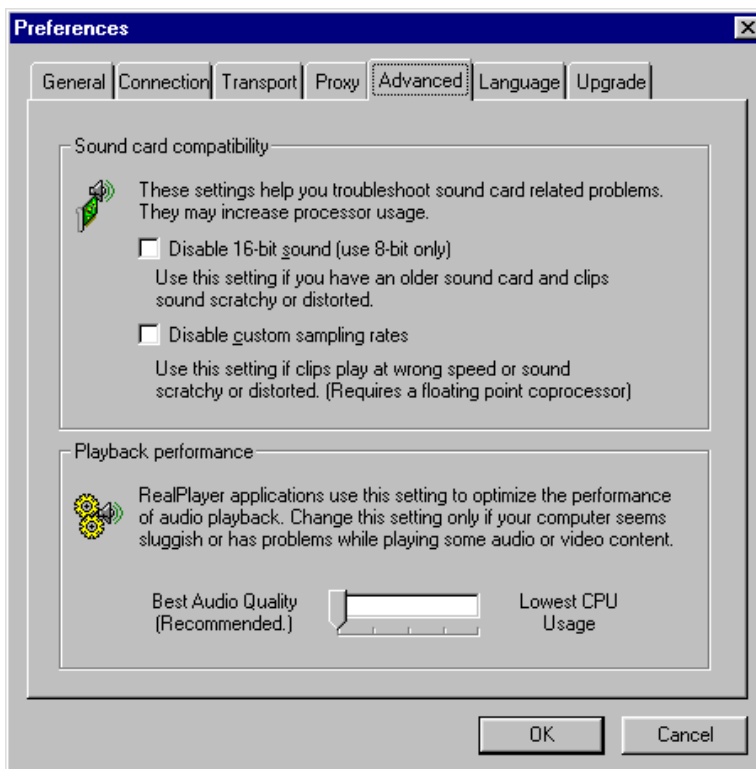 Preferences
General Connection Transport Proxy Advanced Language Upgrade
Sound card compatibility
These settings help you troubleshoot sound card related problems.
They may increase processor usage.
Disable 16-bit sound (use 8-bit only)
Use this setting if you have an older sound card and clips
sound scratchy or distorted.
Disable custom sampling rates
Use this setting if clips play at wrong speed or sound
scratchy or distorted. (Requires a floating point coprocessor)
Playback performance
RealPlayer applications use this setting to optimize the performance
of audio playback. Change this setting only if your computer seems
sluggish or has problems while playing some audio or video content.
Best Audio Quality
(Recommended.)
Lowest CPU
Usage
OK Cancel